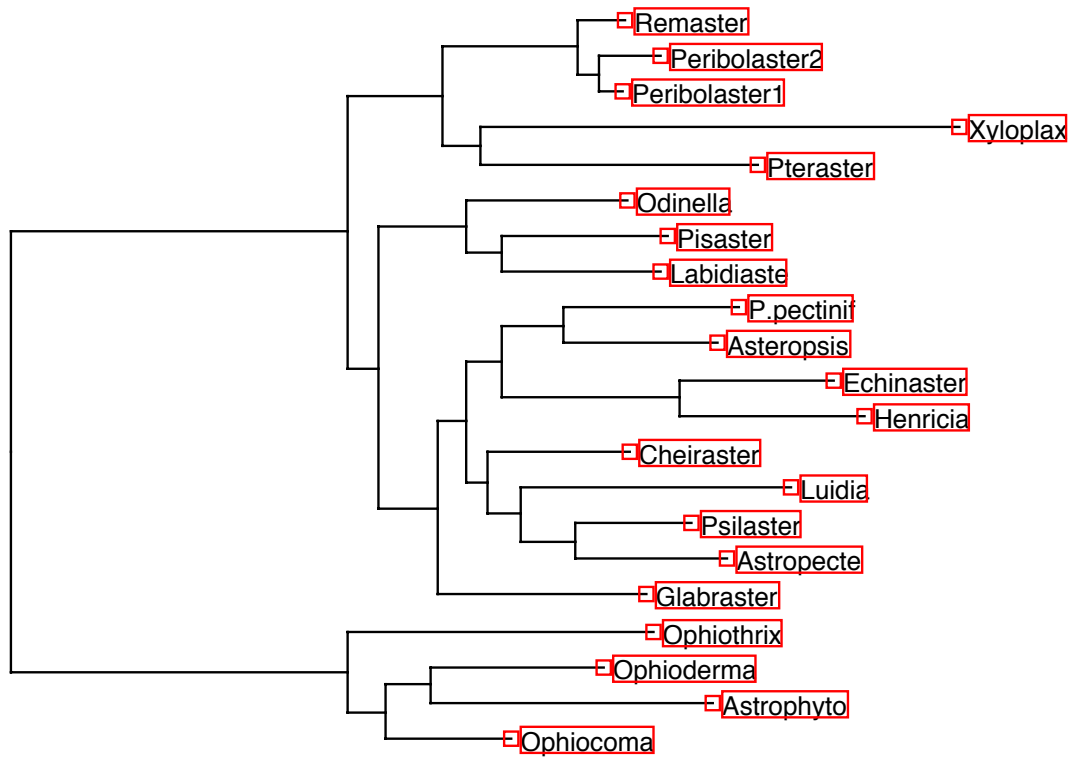 Remaster
Peribolaster2
Peribolaster1
Xyloplax
Pteraster
Odinella
Pisaster
Labidiaste
P.pectinif
Asteropsis
Echinaster
Henricia
Cheiraster
Luidia
Psilaster
Astropecte
Glabraster
Ophiothrix
Ophioderma
Astrophyto
Ophiocoma